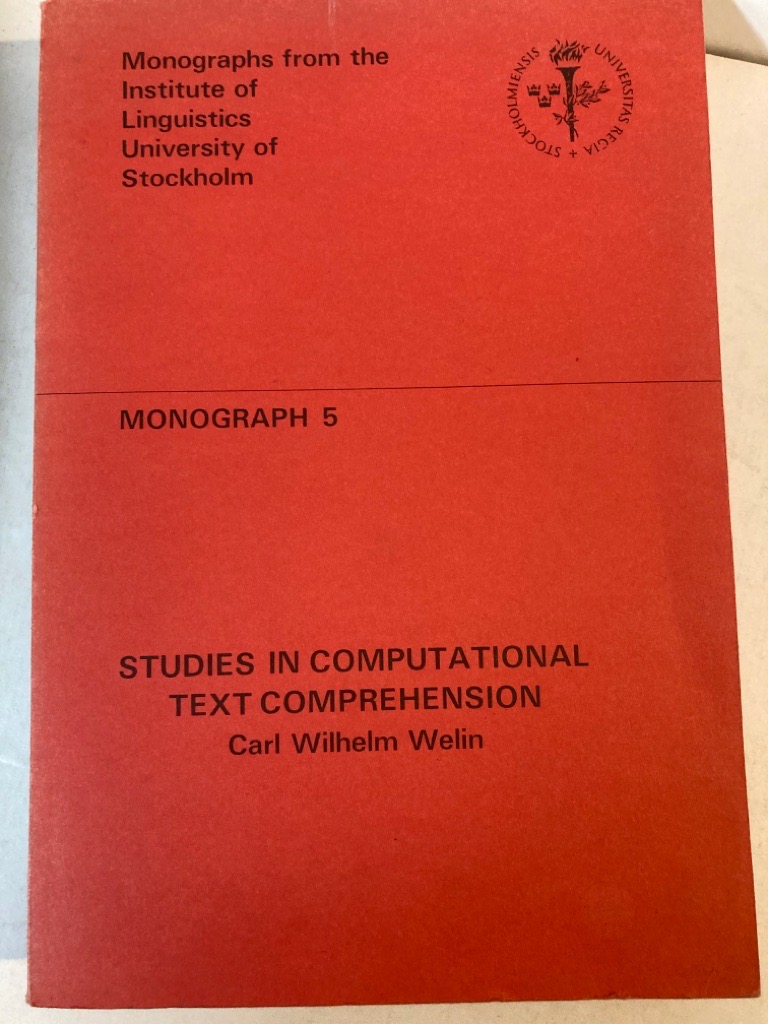 Monographs from the
Institute of
Linguistics
University of
Stockholm
STOCKHOLMIENSIS UNIVERSITAS REGIA +
MONOGRAPH 5
STUDIES IN COMPUTATIONAL
TEXT COMPREHENSION
Carl Wilhelm Welin